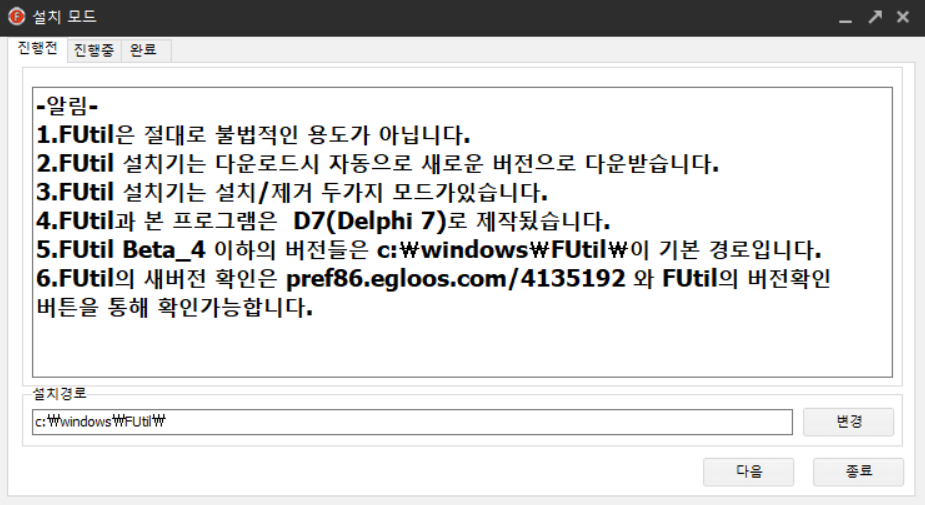 설치 모드
진행전 진행중 완료
-알림-
1.FUtil은 절대로 불법적인 용도가 아닙니다.
2.FUtil 설치기는 다운로드시 자동으로 새로운 버전으로 다운받습니다.
3.FUtil 설치기는 설치/제거 두가지 모드가있습니다.
4.FUtil과 본 프로그램은  D7(Delphi 7)로 제작됬습니다.
5.FUtil Beta_4 이하의 버전들은 c:₩windows₩FUtil₩이 기본 경로입니다.
6.FUtil의 새버전 확인은 pref86.egloos.com/4135192 와 FUtil의 버전확인
버튼을 통해 확인가능합니다.
설치경로
c:₩windows₩FUtil₩ 변경
다음 종료